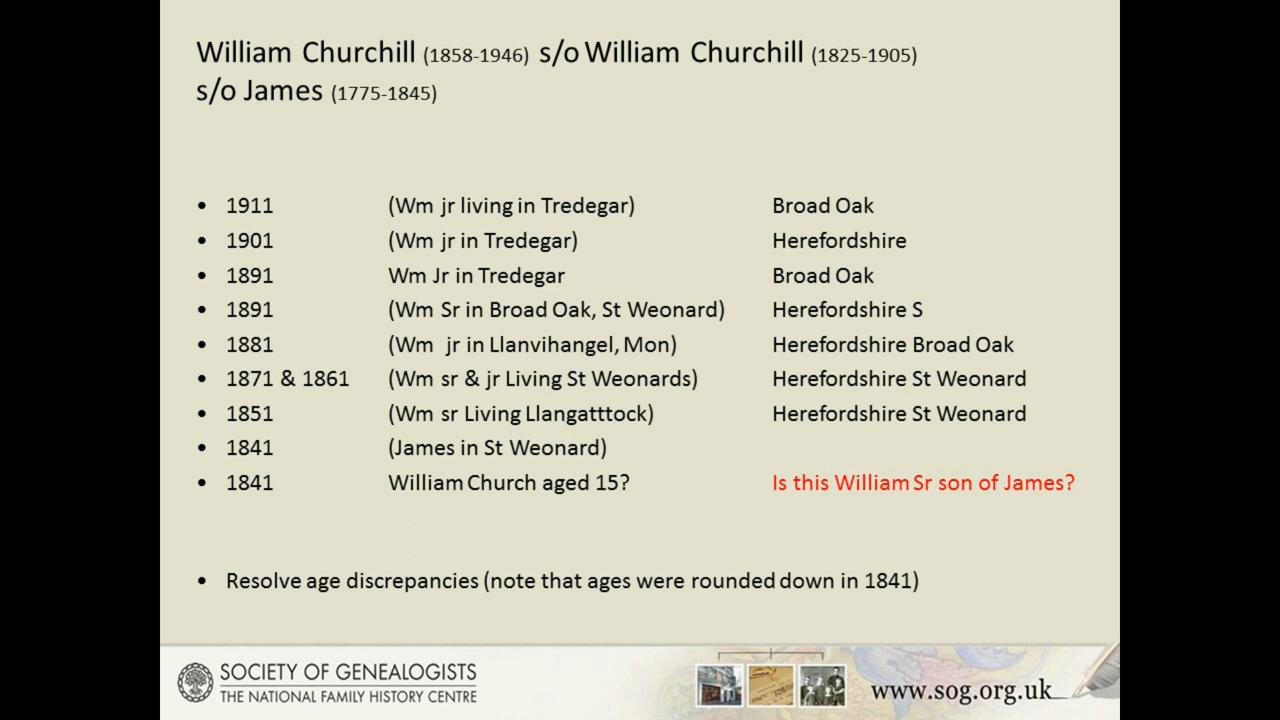 William Churchill (1858-1946) s/o William Churchill (1825-1905)
s/o James (1775-1845)
• 1911 (Wm jr living in Tredegar) Broad Oak
• 1901 (Wm jr in Tredegar) Herefordshire
• 1891 Wm Jr in Tredegar Broad Oak
• 1891 (Wm Sr in Broad Oak, St Weonard) Herefordshire S
• 1881 (Wm jr in Llanvihangel, Mon) Herefordshire Broad Oak
• 1871 & 1861 (Wm sr & jr Living St Weonards) Herefordshire St Weonard
• 1851 (Wm sr Living Llangatttock) Herefordshire St Weonard
• 1841 (James in St Weonard)
• 1841 William Church aged 15? Is this William Sr son of James?
• Resolve age discrepancies (note that ages were rounded down in 1841)
SOCIETY OF GENEALOGISTS
THE NATIONAL FAMILY HISTORY CENTRE
www.sog.org.uk